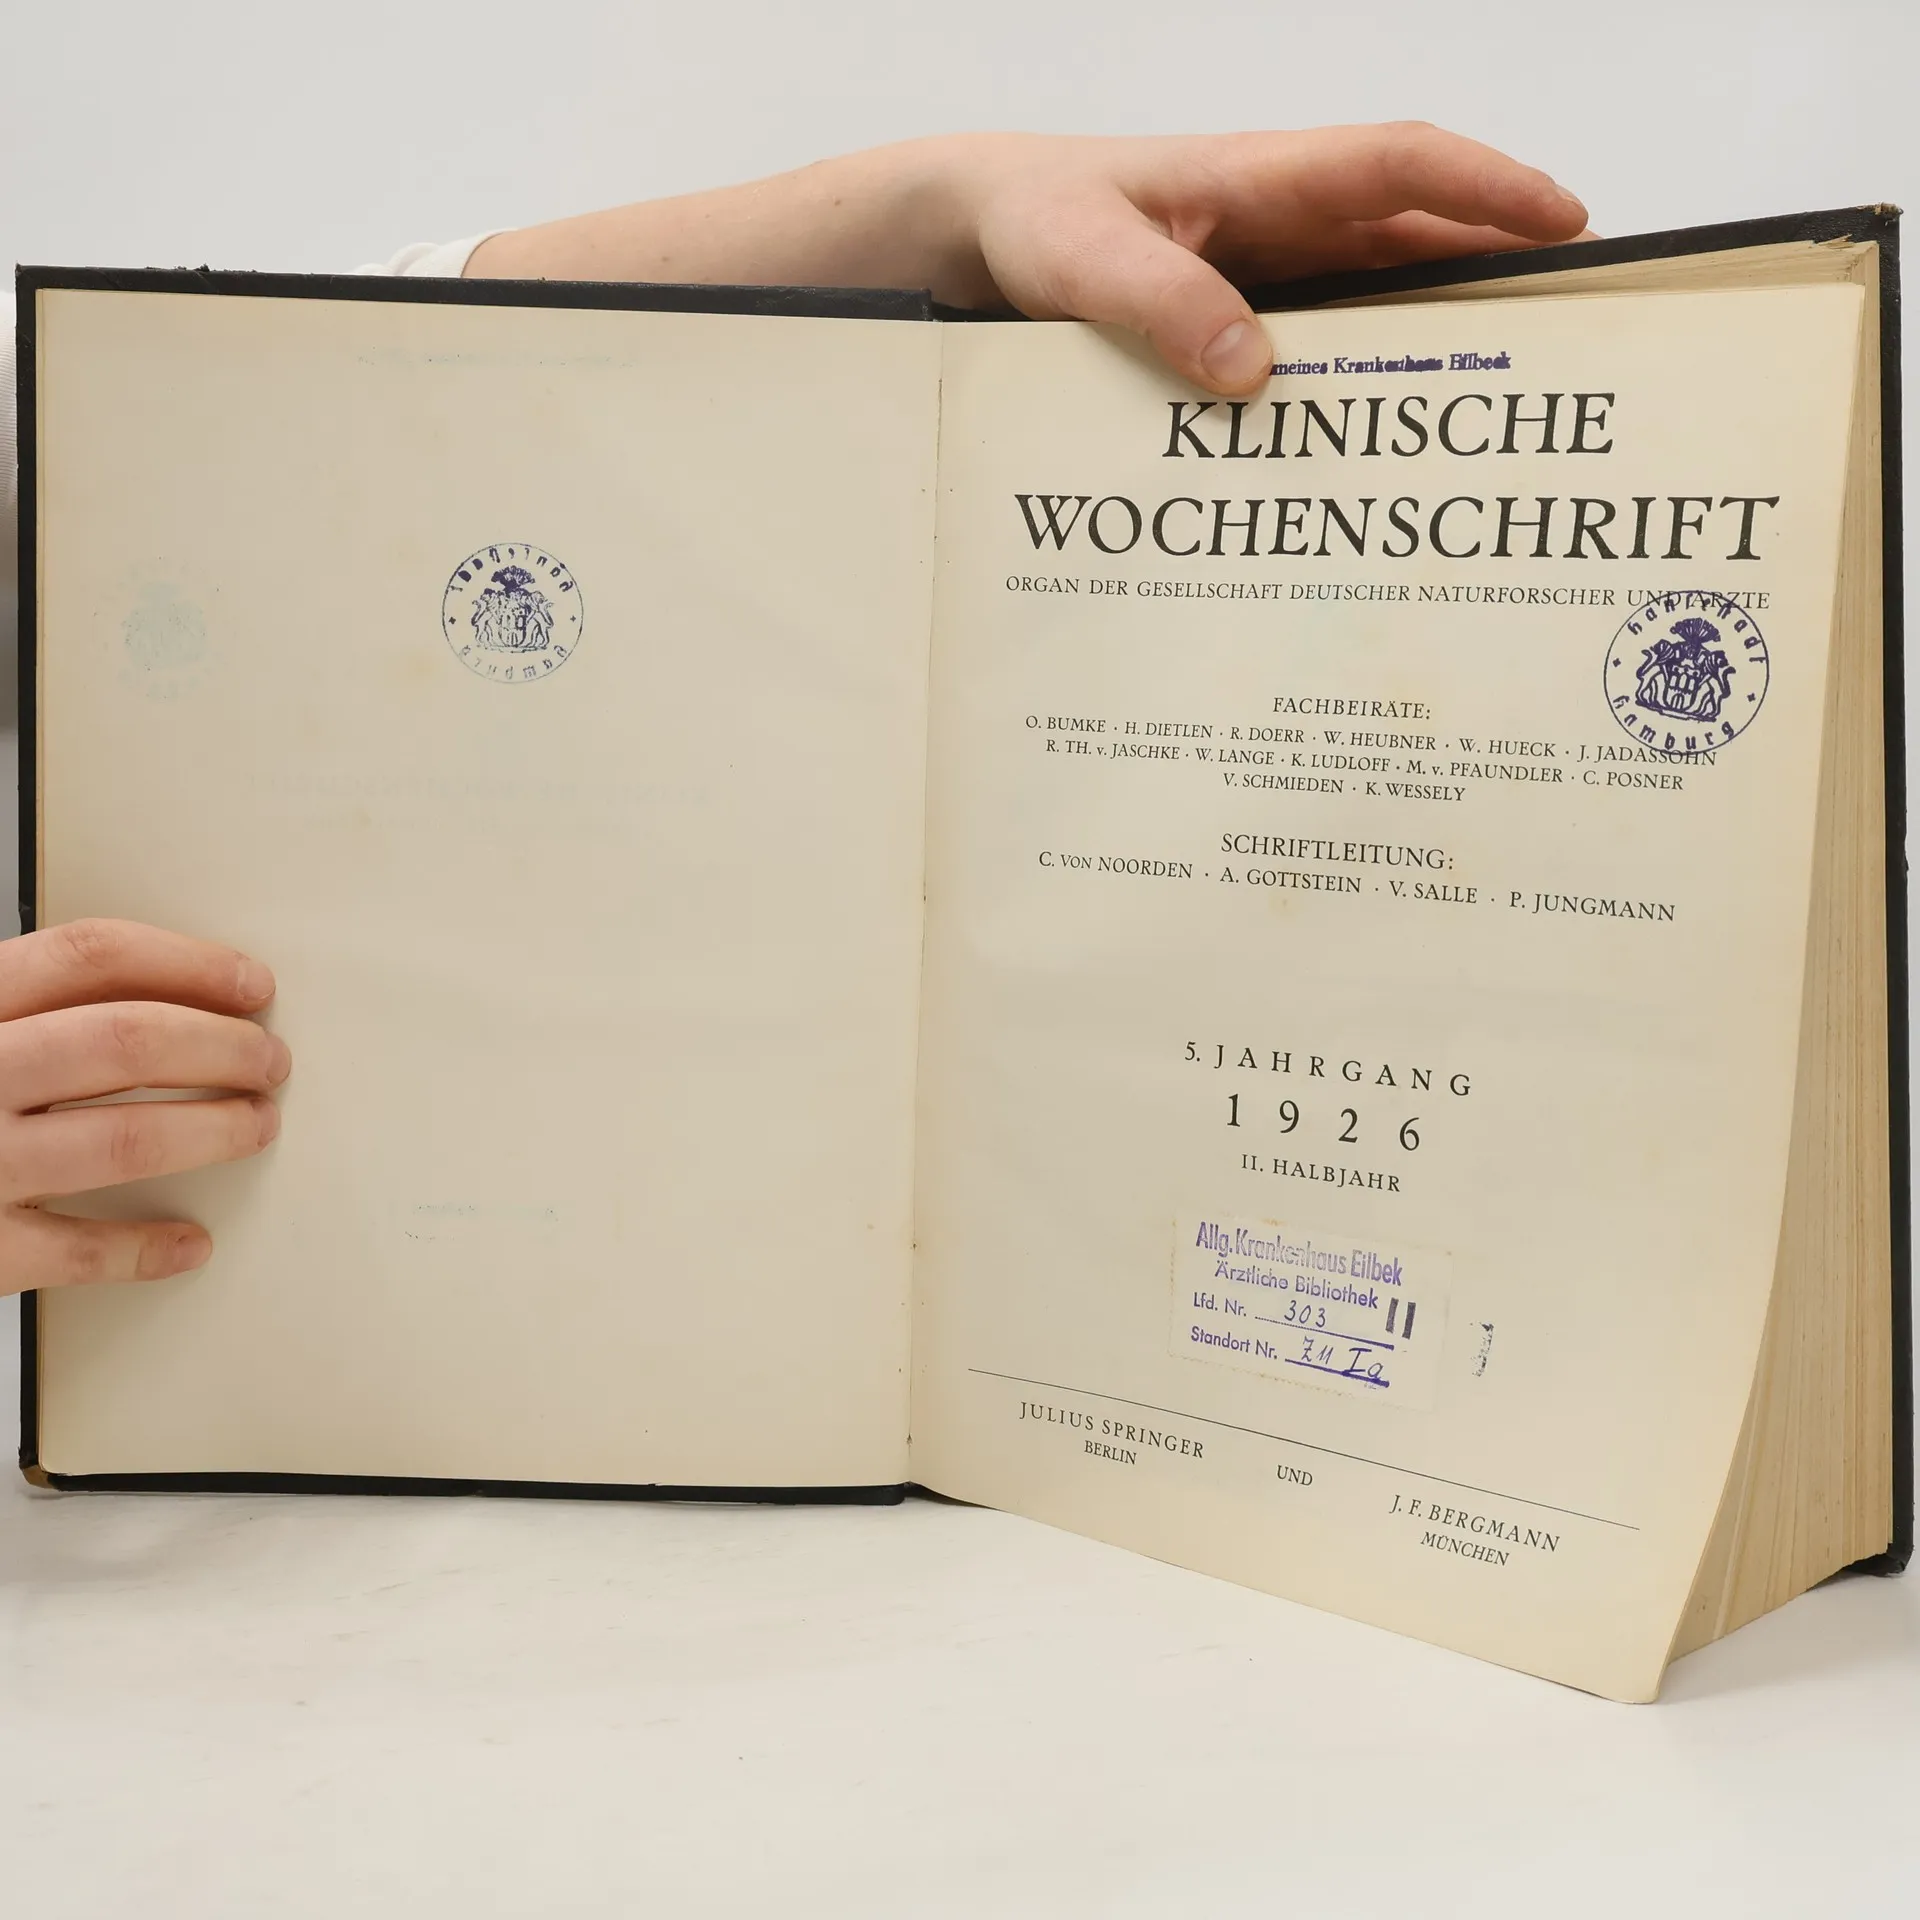 Krankenhaus Eilbeck
KLINISCHE
WOCHENSCHRIFT
ORGAN DER GESELLSCHAFT DEUTSCHER NATURFORSCHER UND ÄRZTE
hansestadt
hamburg
FACHBEIRÄTE:
O. BUMKE · H. DIETLEN · R. DOERR · W. HEUBNER · W. HUECK · J. JADASSOHN
R. TH. v. JASCHKE · W. LANGE · K. LUDLOFF · M. v. PFAUNDLER · C. POSNER
V. SCHMIEDEN · K. WESSELY
SCHRIFTLEITUNG:
C. VON NOORDEN · A. GOTTSTEIN · V. SALLE · P. JUNGMANN
5. JAHRGANG
1926
II. HALBJAHR
Allg. Krankenhaus Eilbek
Ärztliche Bibliothek II
Lfd. Nr. 303
Standort Nr. Ia
JULIUS SPRINGER
BERLIN
UND
J. F. BERGMANN
MÜNCHEN